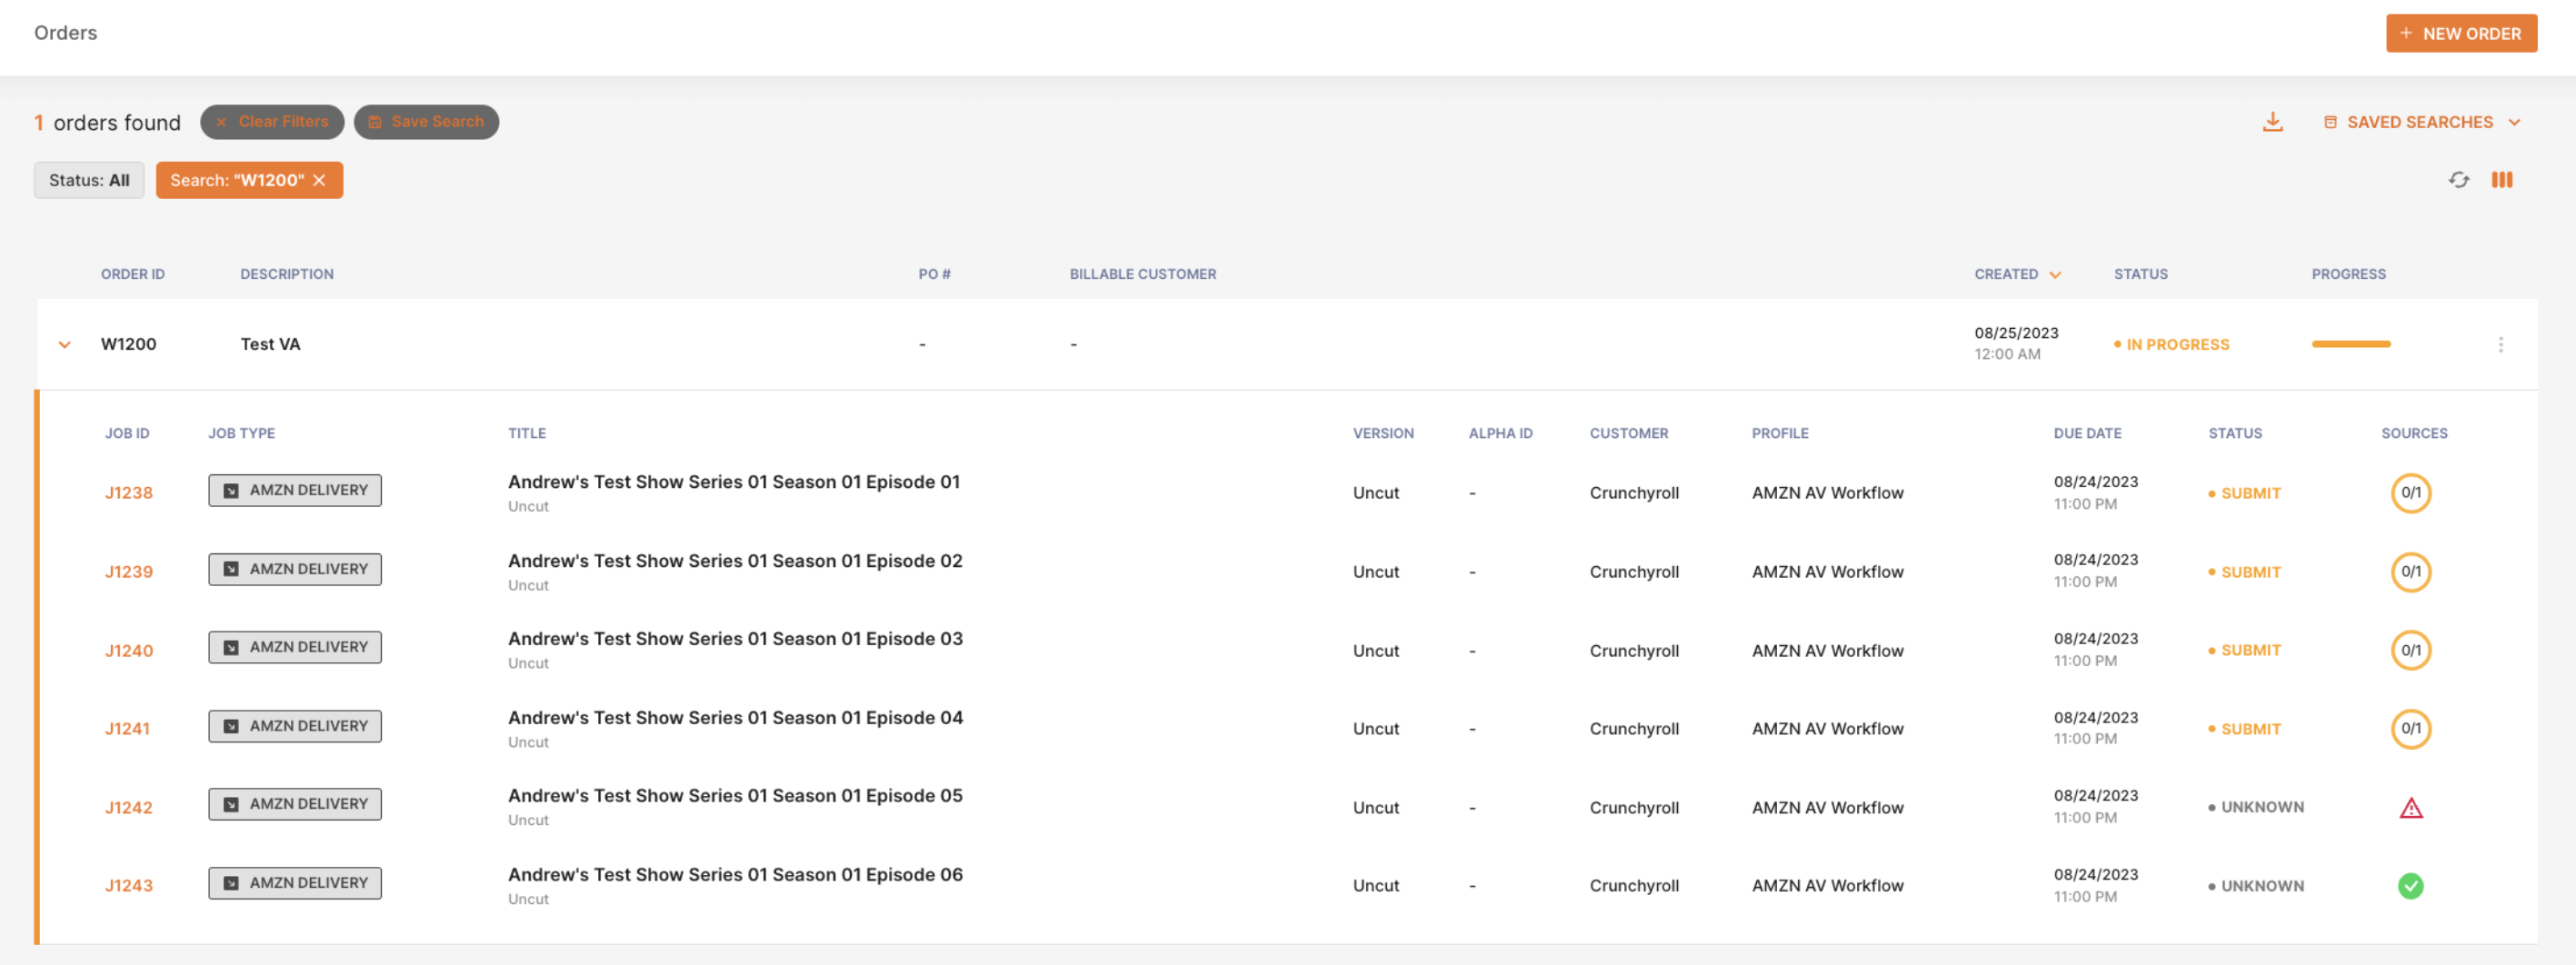 Orders
+ NEW ORDER
1 orders found
× Clear Filters
Save Search
SAVED SEARCHES
Status: All
Search: "W1200" ×
ORDER ID DESCRIPTION PO # BILLABLE CUSTOMER CREATED STATUS PROGRESS
W1200 Test VA - - 08/25/2023 IN PROGRESS
12:00 AM
JOB ID JOB TYPE TITLE VERSION ALPHA ID CUSTOMER PROFILE DUE DATE STATUS SOURCES
J1238 AMZN DELIVERY Andrew's Test Show Series 01 Season 01 Episode 01 Uncut - Crunchyroll AMZN AV Workflow 08/24/2023 SUBMIT 0/1
Uncut 11:00 PM
J1239 AMZN DELIVERY Andrew's Test Show Series 01 Season 01 Episode 02 Uncut - Crunchyroll AMZN AV Workflow 08/24/2023 SUBMIT 0/1
Uncut 11:00 PM
J1240 AMZN DELIVERY Andrew's Test Show Series 01 Season 01 Episode 03 Uncut - Crunchyroll AMZN AV Workflow 08/24/2023 SUBMIT 0/1
Uncut 11:00 PM
J1241 AMZN DELIVERY Andrew's Test Show Series 01 Season 01 Episode 04 Uncut - Crunchyroll AMZN AV Workflow 08/24/2023 SUBMIT 0/1
Uncut 11:00 PM
J1242 AMZN DELIVERY Andrew's Test Show Series 01 Season 01 Episode 05 Uncut - Crunchyroll AMZN AV Workflow 08/24/2023 UNKNOWN
Uncut 11:00 PM
J1243 AMZN DELIVERY Andrew's Test Show Series 01 Season 01 Episode 06 Uncut - Crunchyroll AMZN AV Workflow 08/24/2023 UNKNOWN
Uncut 11:00 PM